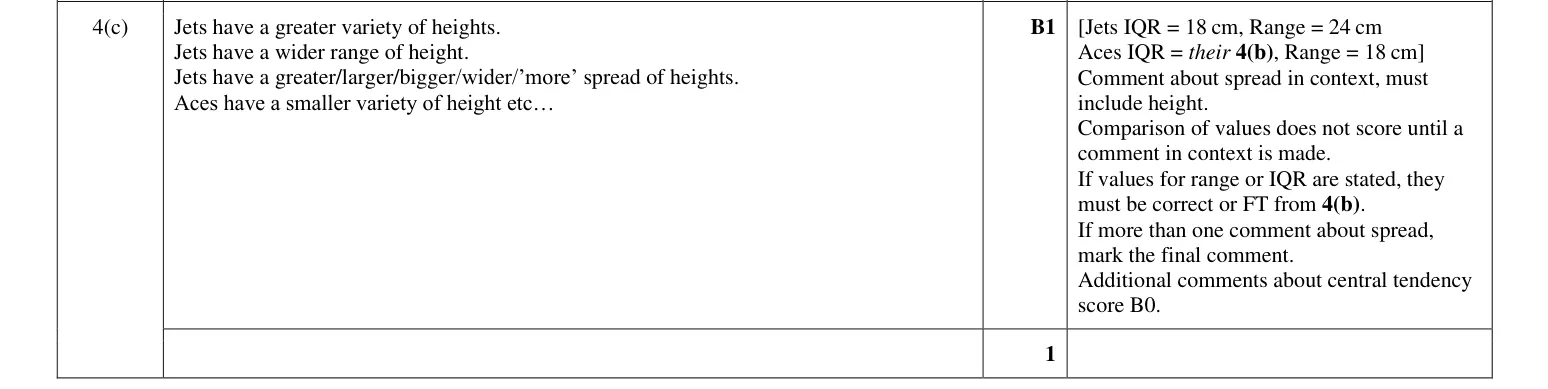 4(c)
Jets have a greater variety of heights.
Jets have a wider range of height.
Jets have a greater/larger/bigger/wider/’more’ spread of heights.
Aces have a smaller variety of height etc…
B1
[Jets IQR = 18 cm, Range = 24 cm
Aces IQR = their 4(b), Range = 18 cm]
Comment about spread in context, must
include height.
Comparison of values does not score until a
comment in context is made.
If values for range or IQR are stated, they
must be correct or FT from 4(b).
If more than one comment about spread,
mark the final comment.
Additional comments about central tendency
score B0.
1